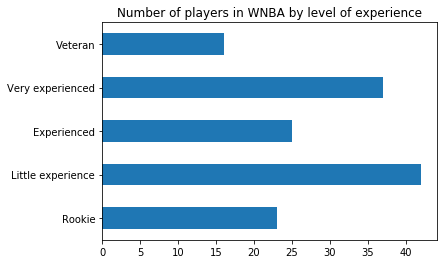 Number of players in WNBA by level of experience
Veteran
Very experienced
Experienced
Little experience
Rookie
0 5 10 15 20 25 30 35 40